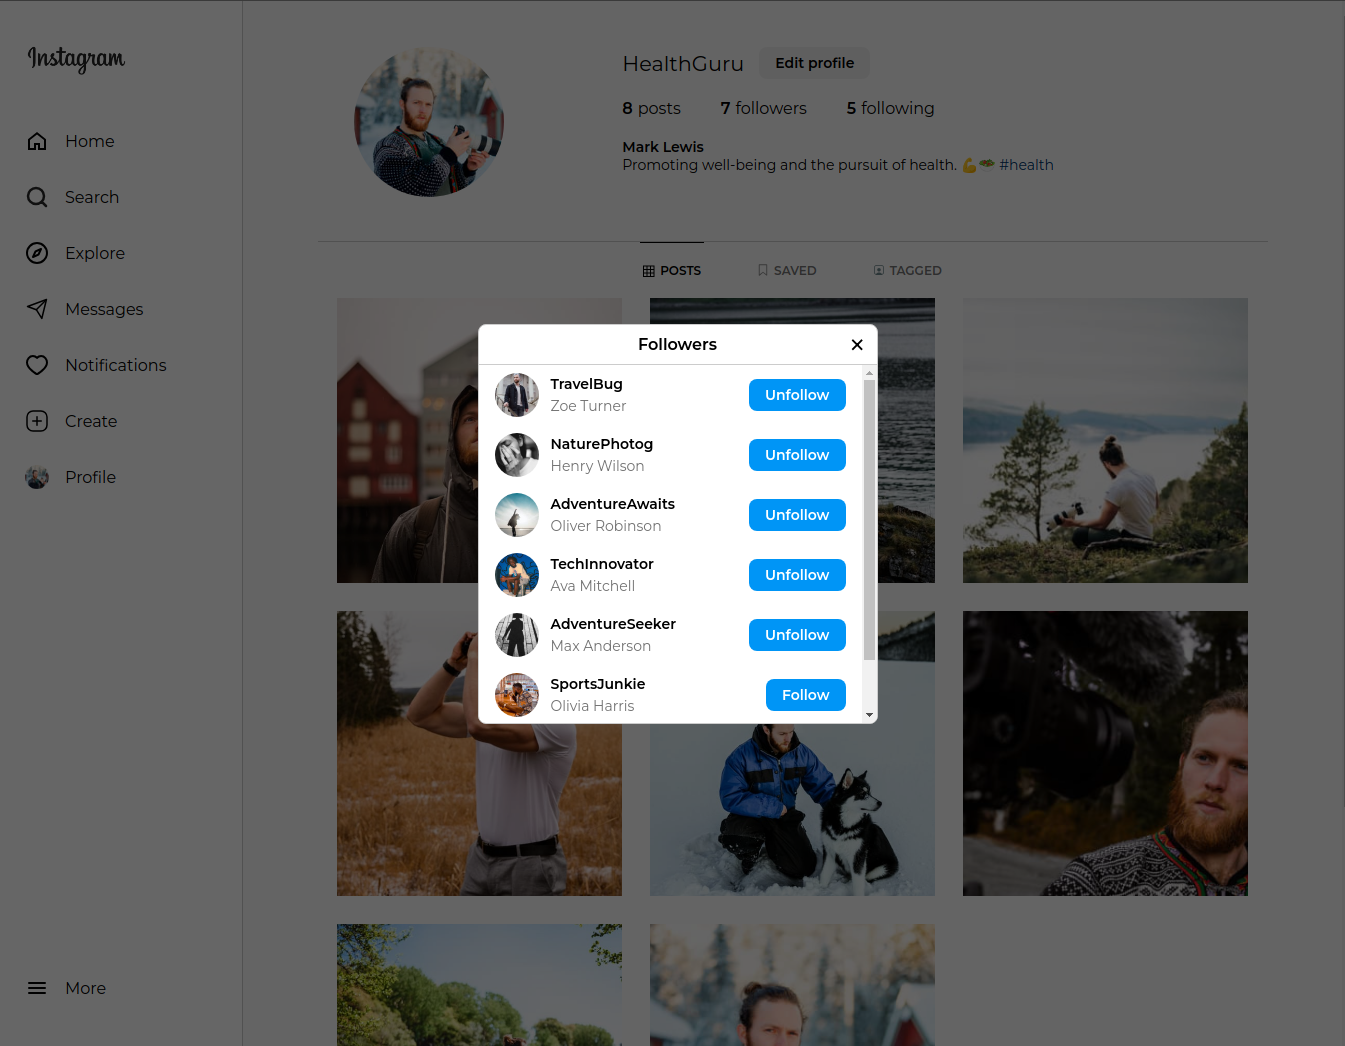 Instagram
Home
Search
Explore
Messages
Notifications
Create
Profile
More
HealthGuru Edit profile
8 posts 7 followers 5 following
Mark Lewis
Promoting well-being and the pursuit of health. 💪🥗 #health
POSTS SAVED TAGGED
Followers
TravelBug
Zoe Turner
Unfollow
NaturePhotog
Henry Wilson
Unfollow
AdventureAwaits
Oliver Robinson
Unfollow
TechInnovator
Ava Mitchell
Unfollow
AdventureSeeker
Max Anderson
Unfollow
SportsJunkie
Olivia Harris
Follow